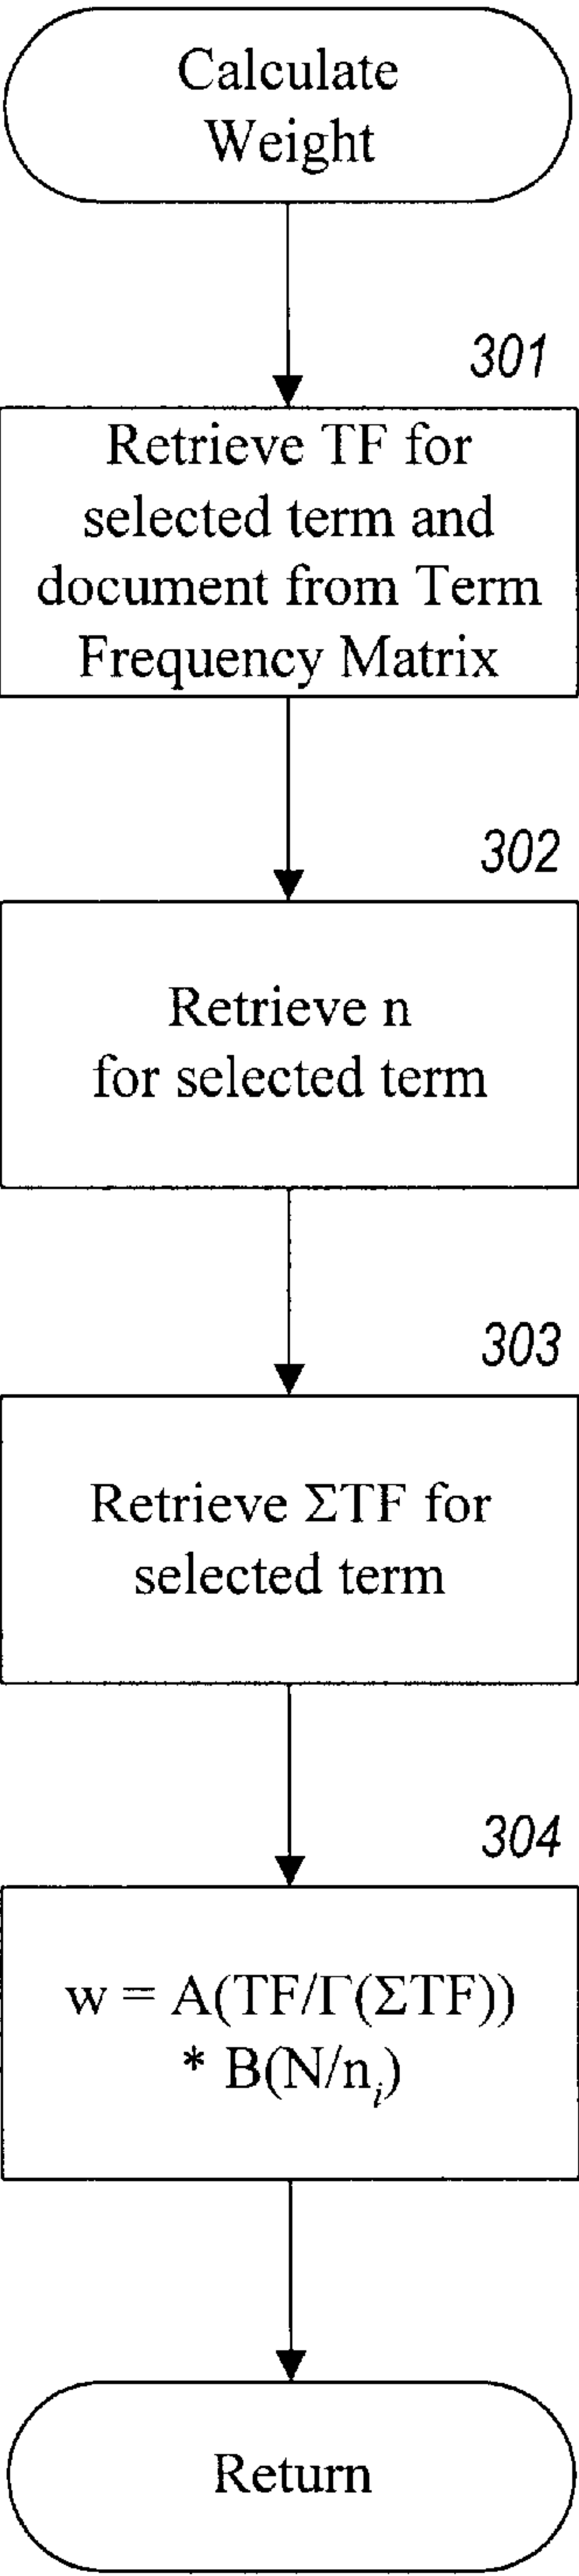 Calculate
Weight
301
Retrieve TF for
selected term and
document from Term
Frequency Matrix
302
Retrieve n
for selected term
303
Retrieve ΣTF for
selected term
304
w = A(TF/Γ(ΣTF))
* B(N/nᵢ)
Return